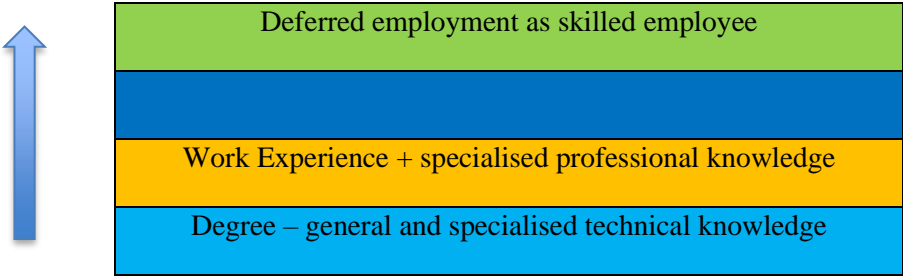 Deferred employment as skilled employee
Work Experience + specialised professional knowledge
Degree – general and specialised technical knowledge